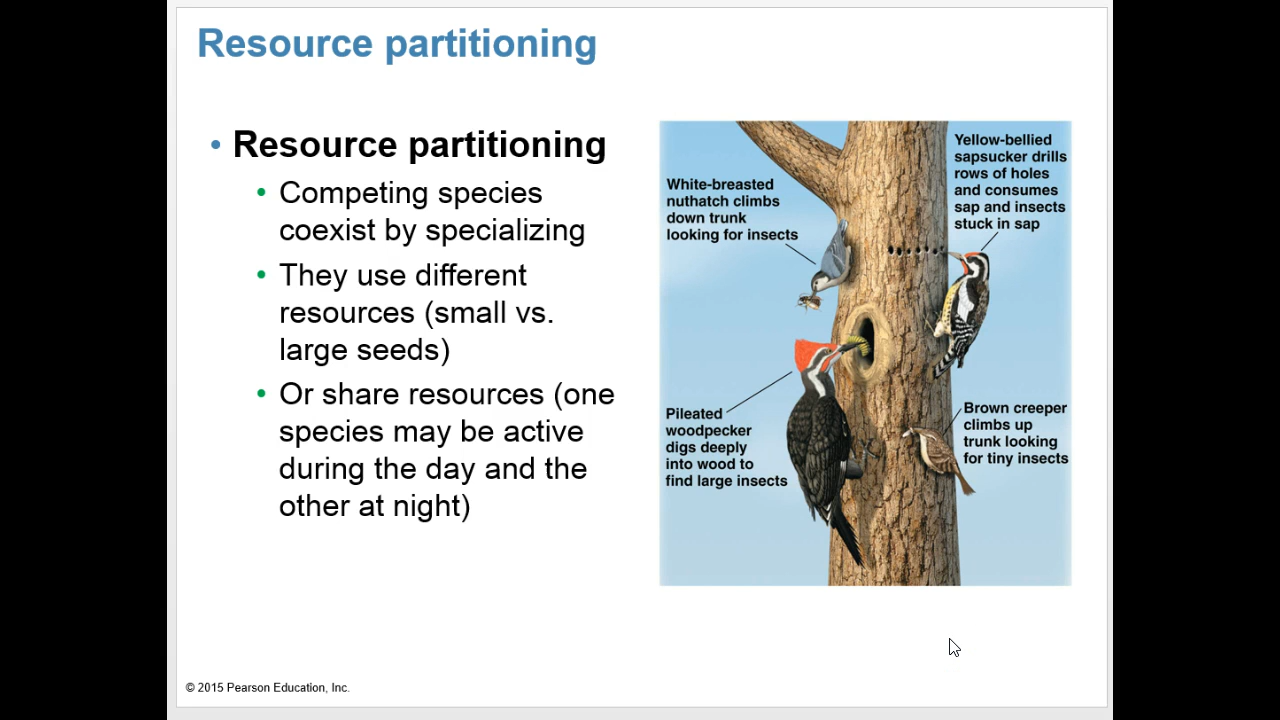 Resource partitioning
• Resource partitioning
• Competing species
coexist by specializing
• They use different
resources (small vs.
large seeds)
• Or share resources (one
species may be active
during the day and the
other at night)
White-breasted
nuthatch climbs
down trunk
looking for insects
Yellow-bellied
sapsucker drills
rows of holes
and consumes
sap and insects
stuck in sap
Pileated
woodpecker
digs deeply
into wood to
find large insects
Brown creeper
climbs up
trunk looking
for tiny insects
© 2015 Pearson Education, Inc.